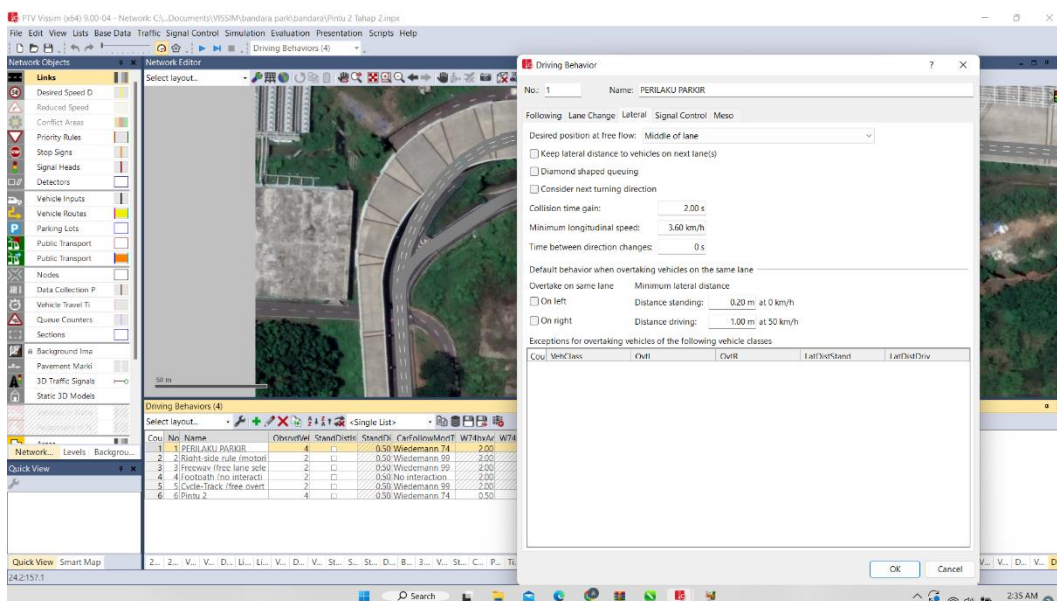 PTV Vissim (x64) 9.00-04 - Network: C:\...Documents\VISSIM\bandara park\bandara\Pintu 2 Tahap 2.inpx
File Edit View Lists Base Data Traffic Signal Control Simulation Evaluation Presentation Scripts Help
Driving Behaviors (4)
Network Objects
Network Editor
Select layout...
Links
Desired Speed D
Reduced Speed
Conflict Areas
Priority Rules
Stop Signs
Signal Heads
Detectors
Vehicle Inputs
Vehicle Routes
Parking Lots
Public Transport
Public Transport
Nodes
Data Collection P
Vehicle Travel Ti
Queue Counters
Sections
Background Ima
Pavement Marki
3D Traffic Signals
Static 3D Models
Network... Levels Backgrou...
Quick View
Quick View Smart Map
24.2:157.1
50 m
Driving Behaviors (4)
Select layout... <Single List>
Cou No Name ObsrvdVel StandDistIs StandDi CarFollowModT W74bxAc W74
1 1 PERILAKU PARKIR 4 0.50 Wiedemann 74 2.00
2 2 Right-side rule (motori 2 0.50 Wiedemann 99 2.00
3 3 Freeway (free lane sele 2 0.50 Wiedemann 99 2.00
4 4 Footpath (no interacti 2 0.50 No interaction 2.00
5 5 Cycle-Track (free overt 2 0.50 Wiedemann 99 2.00
6 6 Pintu 2 4 0.50 Wiedemann 74 0.50
2... 2... V... V... D... Li... Li... V... D... V... St... S... St... D... B... 3... V... St... C... P... Ti
V... V... D... V... D
Driving Behavior ? X
No.: 1 Name: PERILAKU PARKIR
Following Lane Change Lateral Signal Control Meso
Desired position at free flow: Middle of lane
Keep lateral distance to vehicles on next lane(s)
Diamond shaped queuing
Consider next turning direction
Collision time gain: 2.00 s
Minimum longitudinal speed: 3.60 km/h
Time between direction changes: 0 s
Default behavior when overtaking vehicles on the same lane
Overtake on same lane Minimum lateral distance
On left Distance standing: 0.20 m at 0 km/h
On right Distance driving: 1.00 m at 50 km/h
Exceptions for overtaking vehicles of the following vehicle classes
Cou VehClass OvtL OvtR LatDistStand LatDistDriv
OK Cancel
Search
2:35 AM